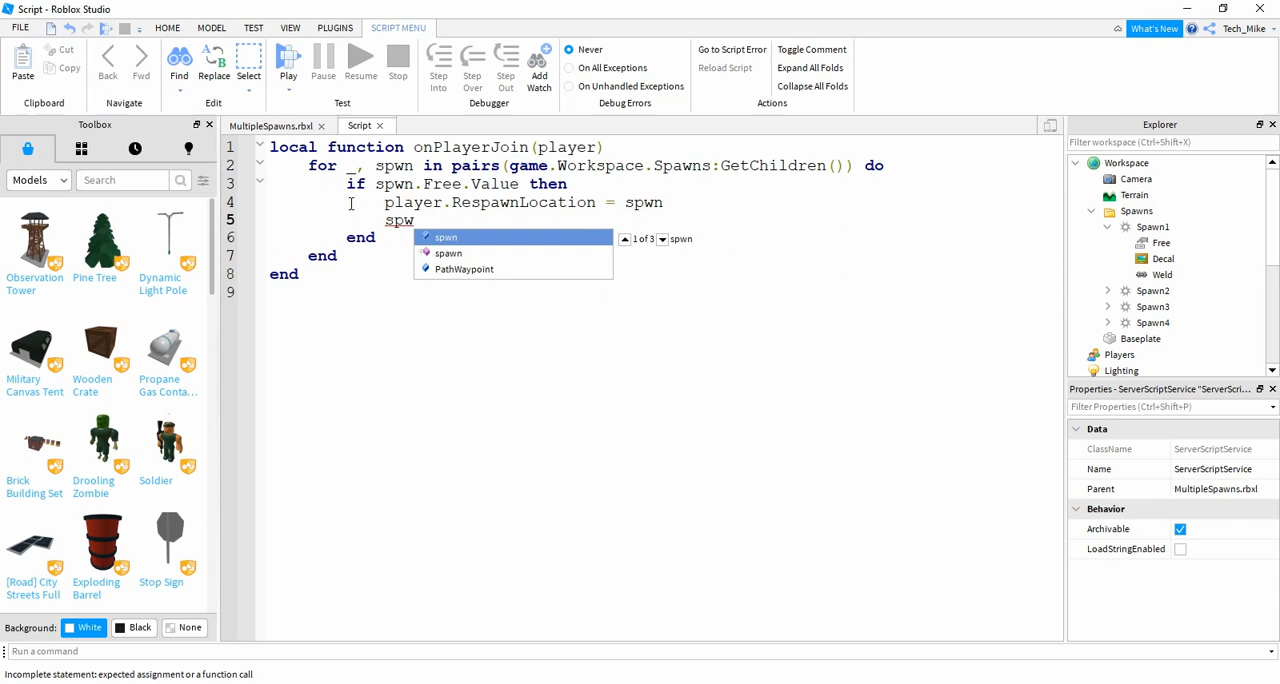 Script - Roblox Studio
FILE HOME MODEL TEST VIEW PLUGINS SCRIPT MENU What's New Tech_Mike
Paste Cut Copy Back Fwd Find Replace Select Play Pause Resume Stop Step Into Step Over Step Out Add Watch Never On All Exceptions On Unhandled Exceptions Go to Script Error Reload Script Toggle Comment Expand All Folds Collapse All Folds
Clipboard Navigate Edit Test Debugger Debug Errors Actions
Toolbox
Models Search
Observation Tower
Pine Tree
Dynamic Light Pole
Military Canvas Tent
Wooden Crate
Propane Gas Conta...
Brick Building Set
Drooling Zombie
Soldier
[Road] City Streets Full
Exploding Barrel
Stop Sign
Background: White Black None
MultipleSpawns.rbxl Script
1 local function onPlayerJoin(player)
2 for _, spwn in pairs(game.Workspace.Spawns:GetChildren()) do
3 if spwn.Free.Value then
4 player.RespawnLocation = spwn
5 spw
6 end
7 end
8 end
9
spwn
spawn
PathWaypoint
1 of 3 spwn
Explorer
Filter workspace (Ctrl+Shift+X)
Workspace
Camera
Terrain
Spawns
Spawn1
Free
Decal
Weld
Spawn2
Spawn3
Spawn4
Baseplate
Players
Lighting
Properties - ServerScriptService "ServerScri...
Filter Properties (Ctrl+Shift+P)
Data
ClassName ServerScriptService
Name ServerScriptService
Parent MultipleSpawns.rbxl
Behavior
Archivable
LoadStringEnabled
Run a command
Incomplete statement: expected assignment or a function call